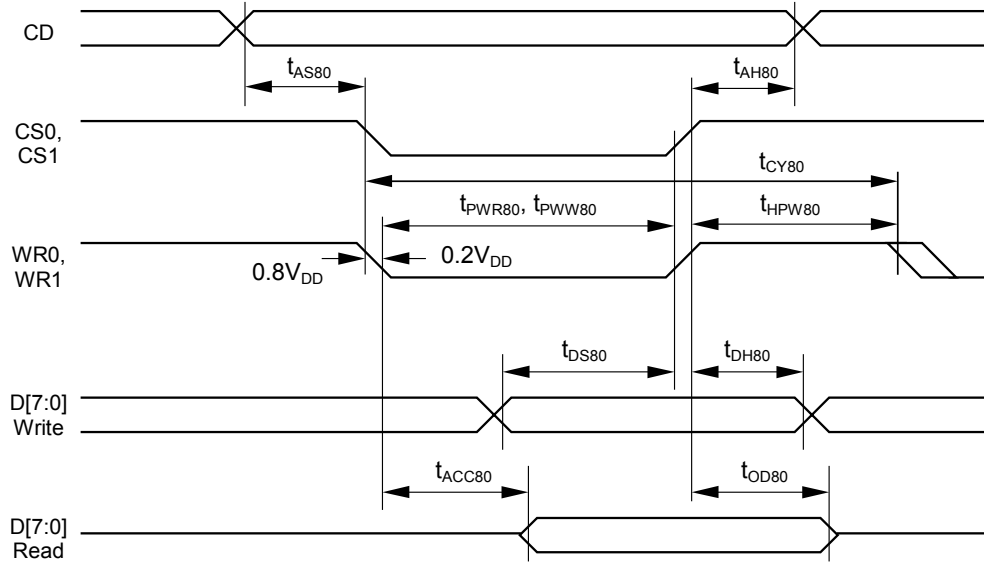 CD
tAS80
tAH80
CS0,
CS1
tCY80
tPWR80, tPWW80
tHPW80
WR0,
WR1
0.8VDD
0.2VDD
tDS80
tDH80
D[7:0]
Write
tACC80
tOD80
D[7:0]
Read